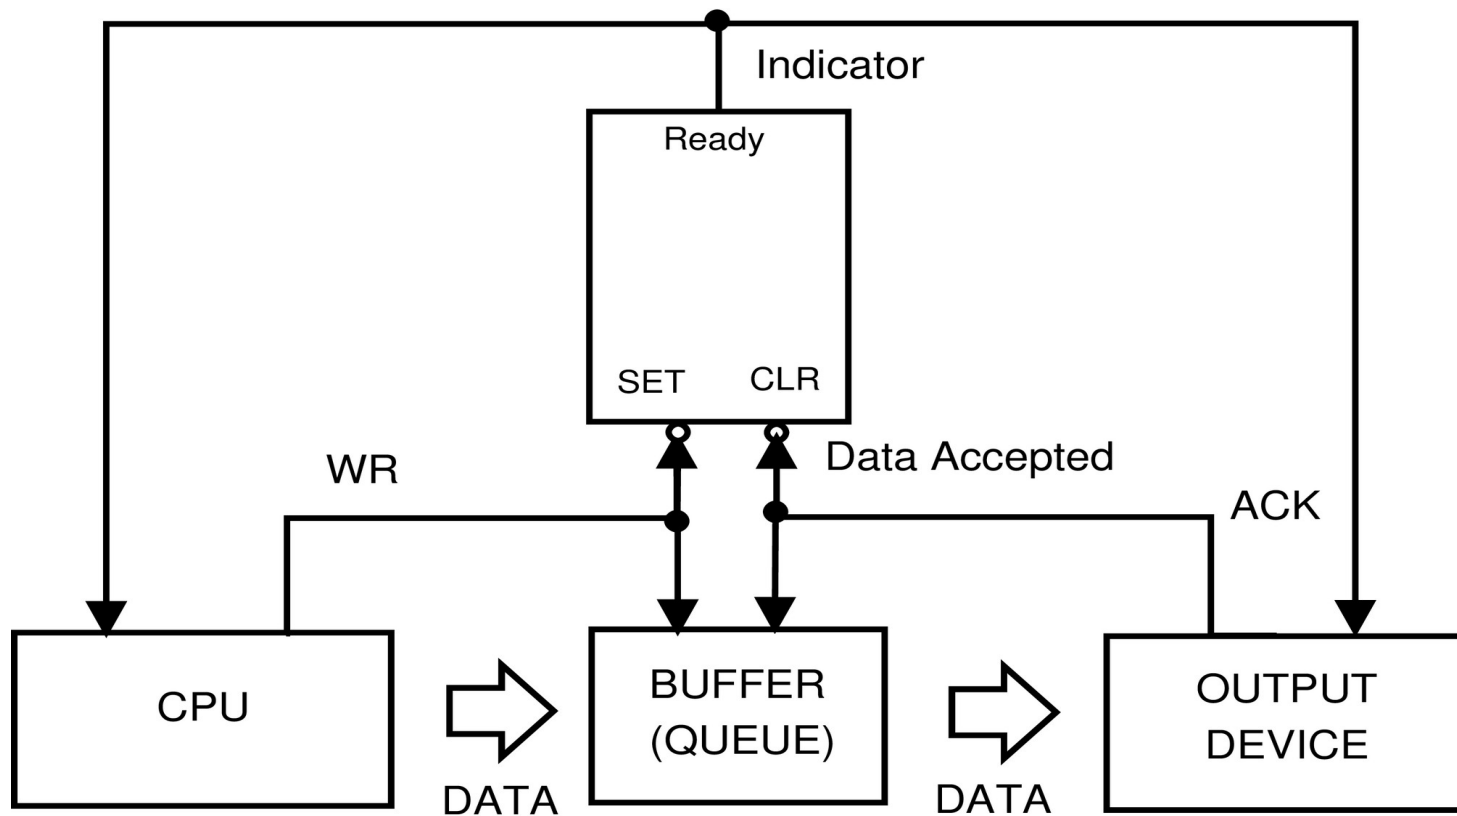 Indicator
Ready
SET
CLR
WR
Data Accepted
ACK
CPU
BUFFER
(QUEUE)
OUTPUT
DEVICE
DATA
DATA